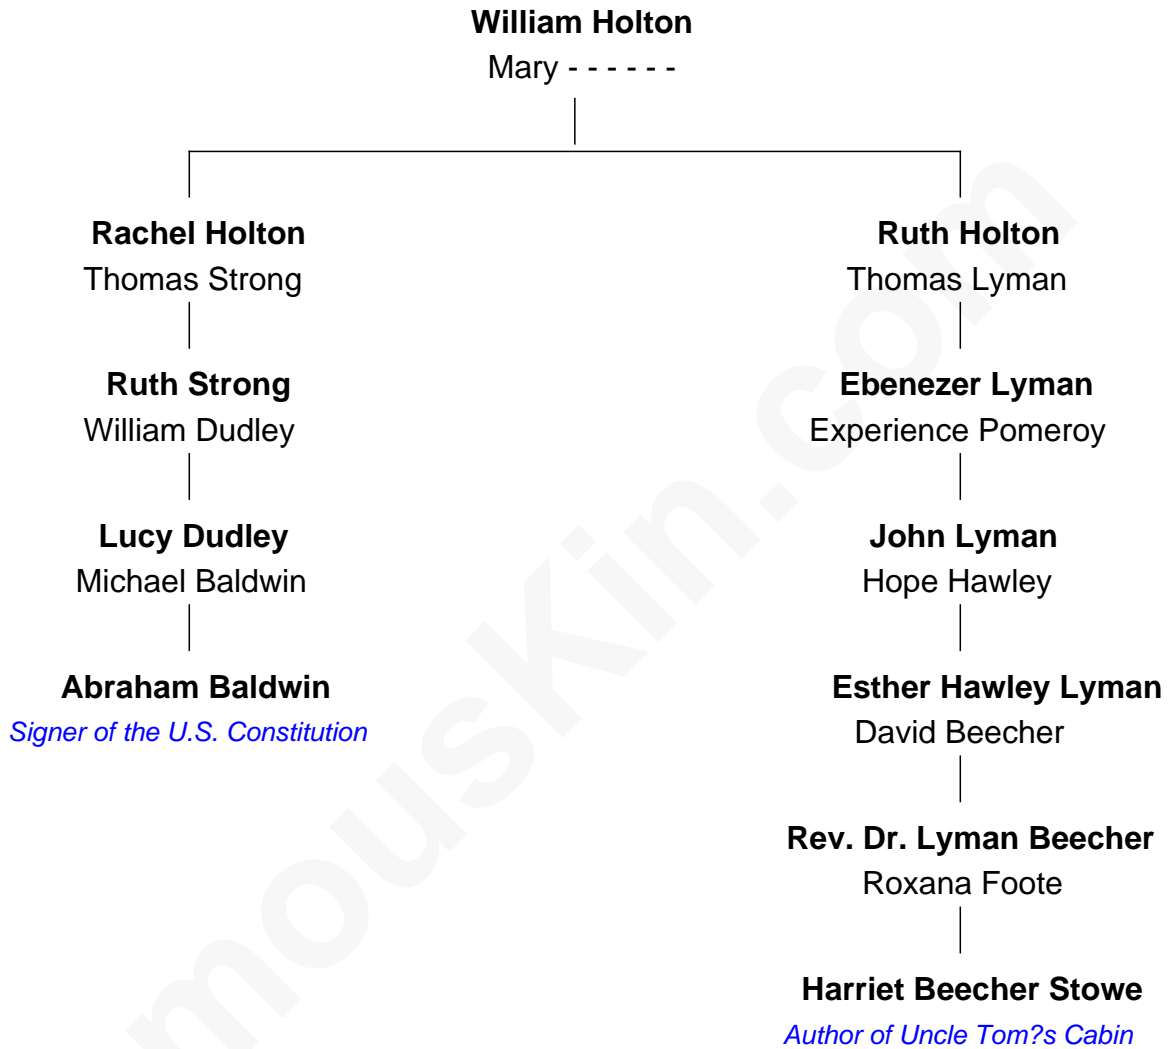 William Holton
Mary - - - - - -
Rachel Holton
Thomas Strong
Ruth Holton
Thomas Lyman
Ruth Strong
William Dudley
Ebenezer Lyman
Experience Pomeroy
Lucy Dudley
Michael Baldwin
John Lyman
Hope Hawley
Abraham Baldwin
Signer of the U.S. Constitution
Esther Hawley Lyman
David Beecher
Rev. Dr. Lyman Beecher
Roxana Foote
Harriet Beecher Stowe
Author of Uncle Tom?s Cabin
mouskin.com